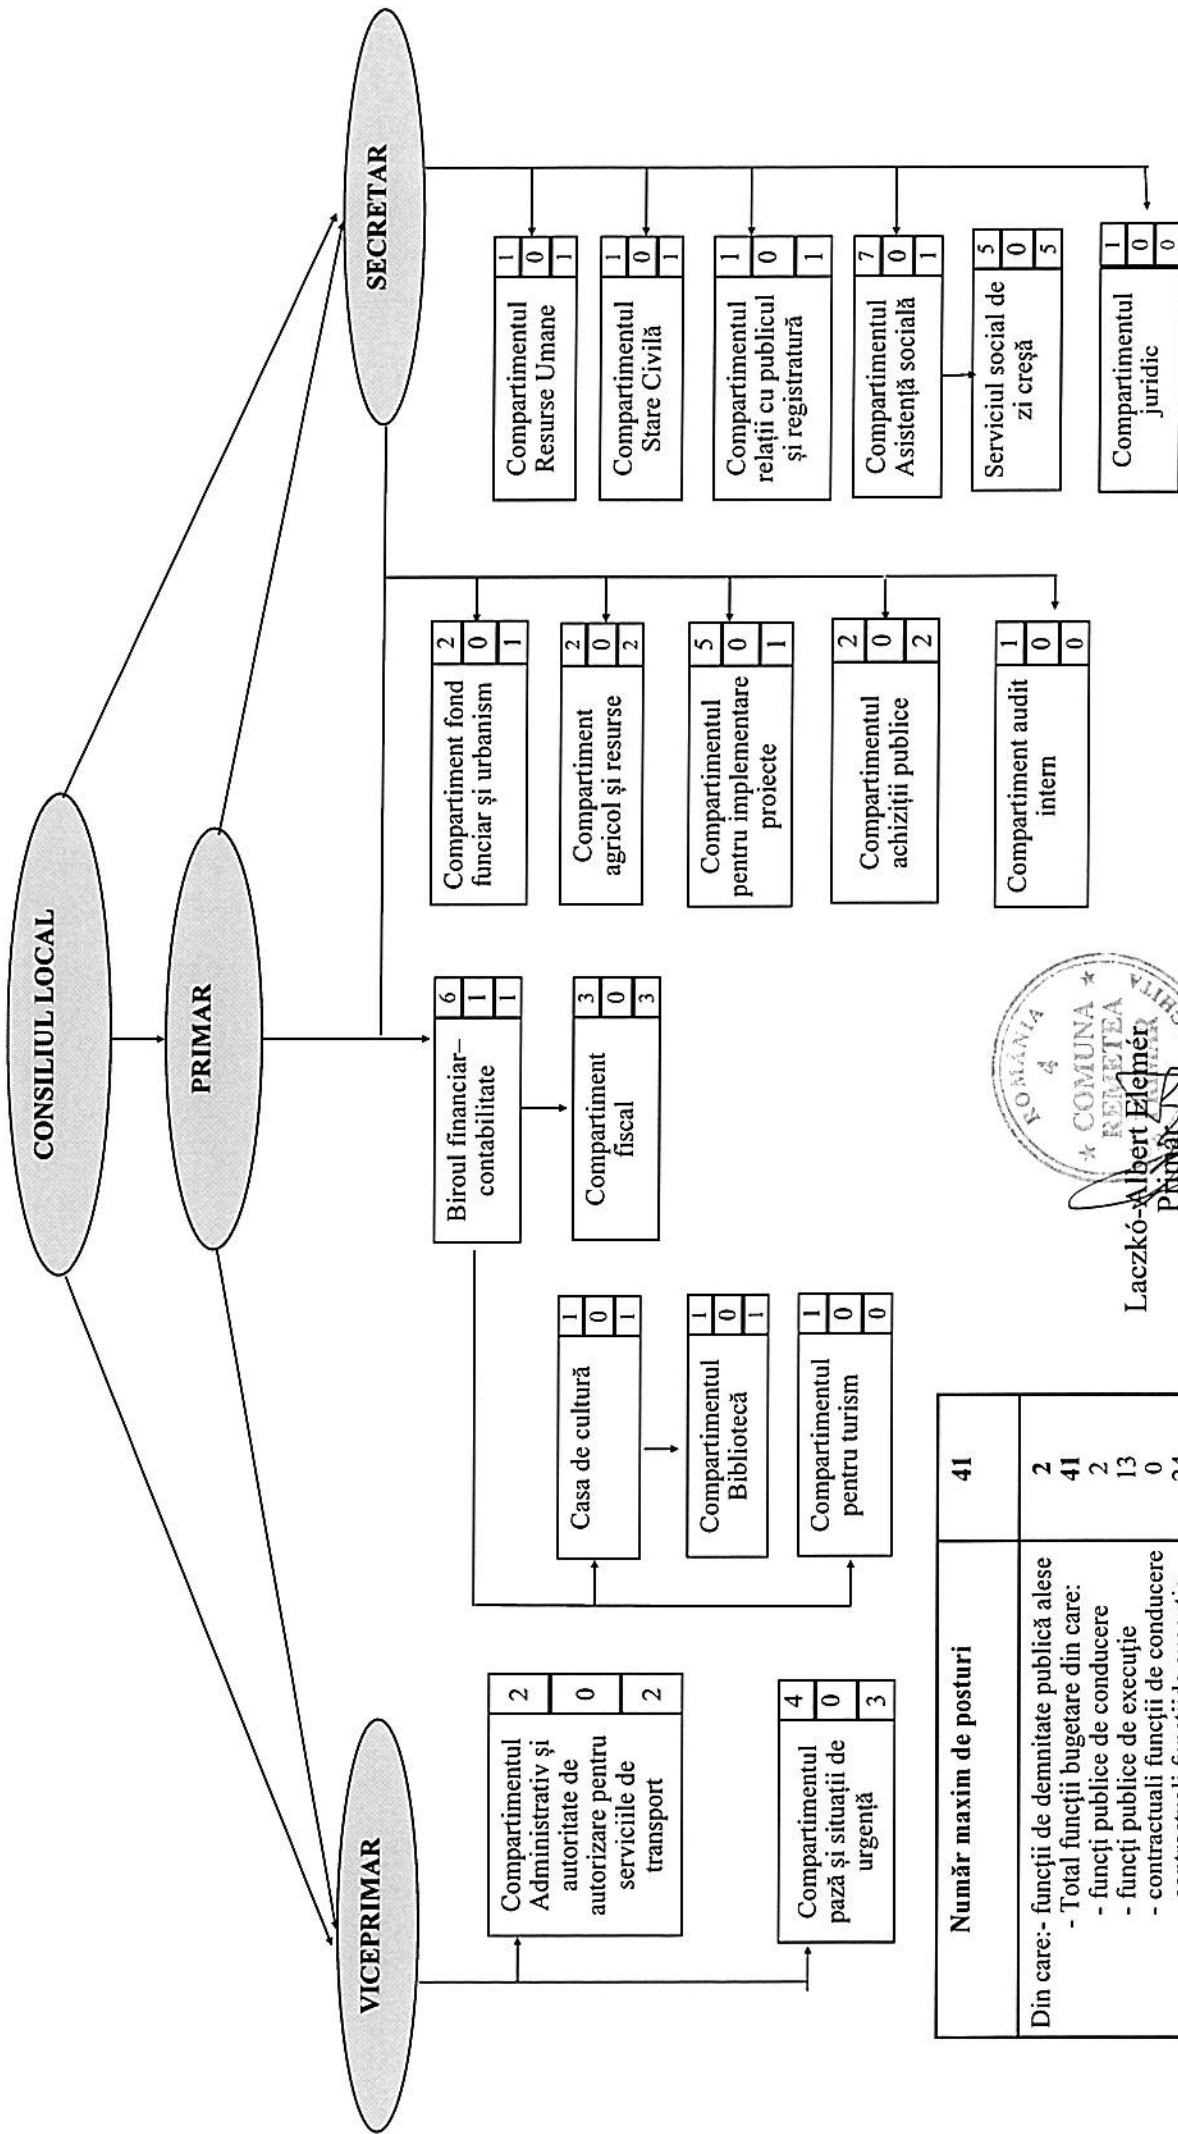 CONSILIUL LOCAL
PRIMAR
VICEPRIMAR
SECRETAR
Compartimentul
Administrativ și
autoritate de
autorizare pentru
serviciile de
transport
2
0
2
Compartimentul
pază și situații de
urgență
4
0
3
Biroul financiar–
contabilitate
6
1
1
Compartiment
fiscal
3
0
3
Casa de cultură
1
0
1
Compartimentul
Bibliotecă
1
0
1
Compartimentul
pentru turism
1
0
0
Compartiment fond
funciar și urbanism
2
0
1
Compartiment
agricol și resurse
2
0
2
Compartimentul
pentru implementare
proiecte
5
0
1
Compartimentul
achiziții publice
2
0
2
Compartiment audit
intern
1
0
0
Compartimentul
Resurse Umane
1
0
1
Compartimentul
Stare Civilă
1
0
1
Compartimentul
relații cu publicul
și registratură
1
0
1
Compartimentul
Asistență socială
7
0
1
Serviciul social de
zi creșă
5
0
5
Compartimentul
juridic
1
0
0
Număr maxim de posturi 41
Din care:- funcții de demnitate publică alese 2
- Total funcții bugetare din care: 41
- funcți publice de conducere 2
- funcți publice de execuție 13
- contractuali funcții de conducere 0
ROMÂNIA
4
* COMUNA *
REMETEA
Laczkó-Albert Elemér
Primar